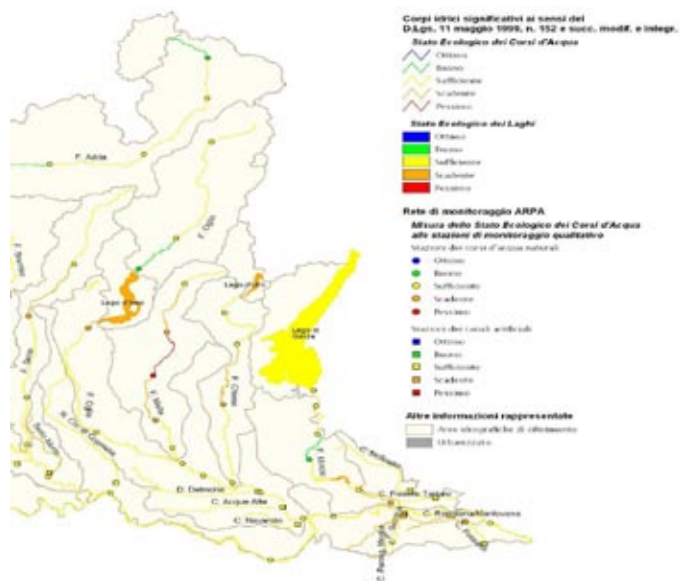 Corpi idrici significativi ai sensi del
D.Lgs. 11 maggio 1999, n. 152 e succ. modif. e integr.
Stato Ecologico dei Corsi d'Acqua
Ottimo
Buono
Sufficiente
Scadente
Pessimo
Stato Ecologico dei Laghi
Ottimo
Buono
Sufficiente
Scadente
Pessimo
Rete di monitoraggio ARPA
Misura dello Stato Ecologico dei Corsi d'Acqua
alle stazioni di monitoraggio qualitativo
Stazioni dei corsi d'acqua naturali
Ottimo
Buono
Sufficiente
Scadente
Pessimo
Stazioni dei canali artificiali
Ottimo
Buono
Sufficiente
Scadente
Pessimo
Altre informazioni rappresentate
Aree idrografiche di riferimento
Urbanizzato
F. Adda
F. Oglio
Lago d'Iseo
Lago d'Idro
Lago di
Garda
F. Serio
F. Oglio
F. Mella
F. Chiese
F. Mincio
D. Delmona
C. Acque Alte
C. Navarolo
C. Fissero Tartaro